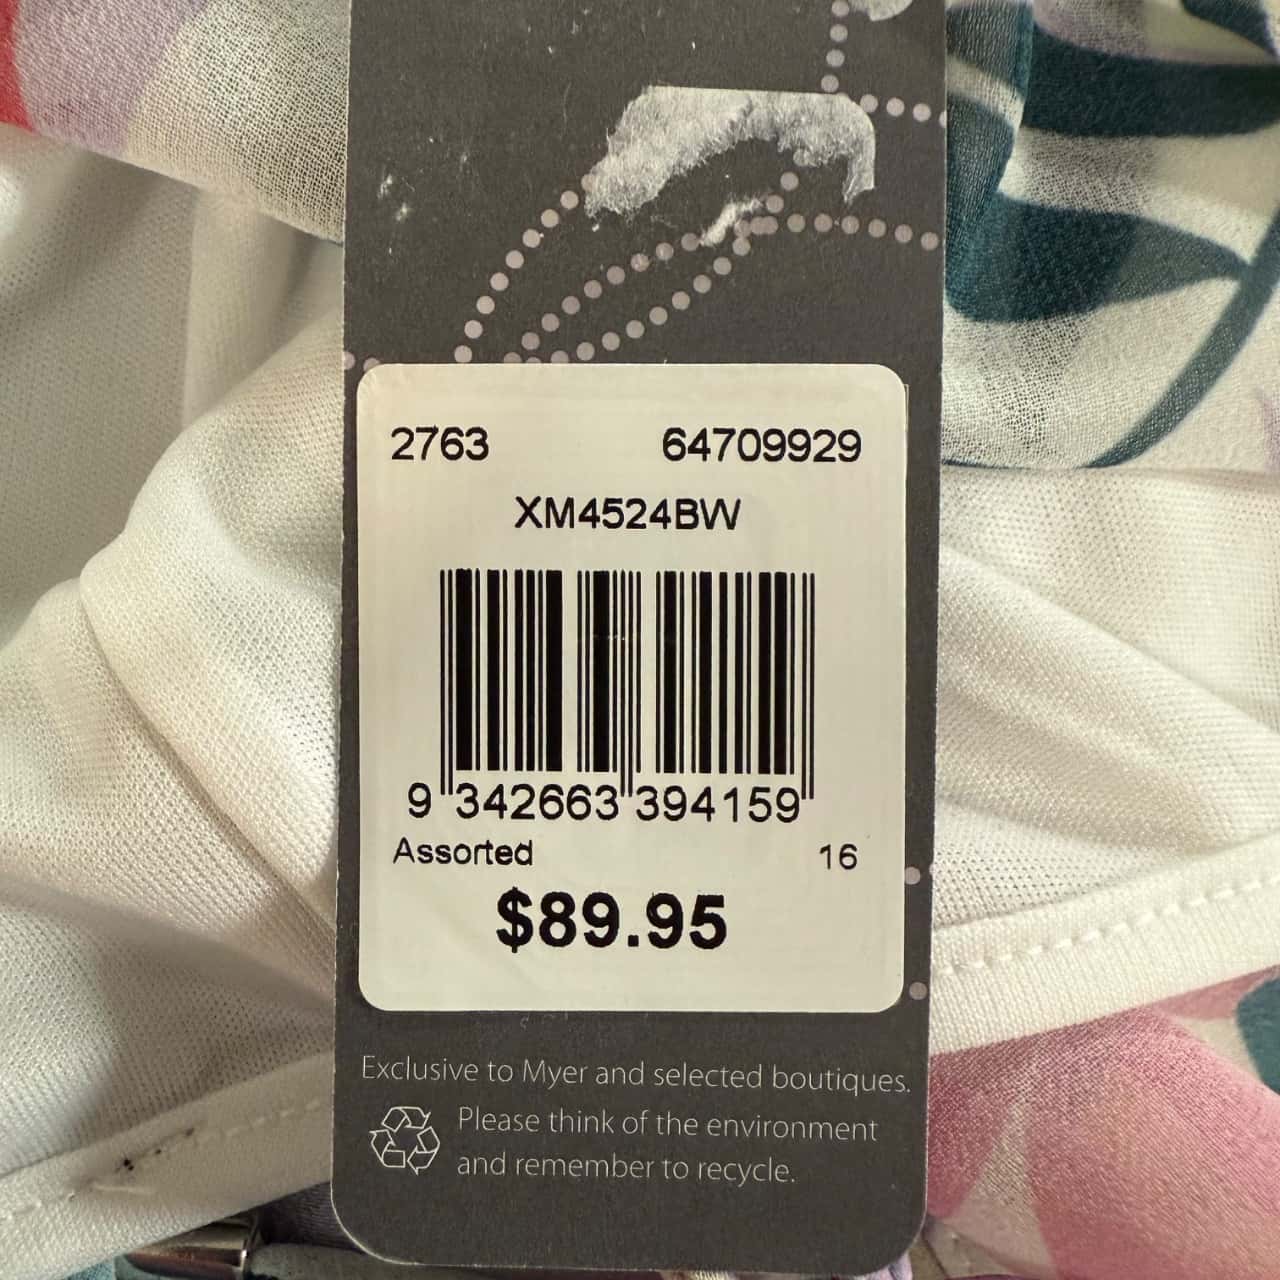 2763 64709929
XM4524BW
9 342663 394159
Assorted 16
$89.95
Exclusive to Myer and selected boutiques.
Please think of the environment
and remember to recycle.